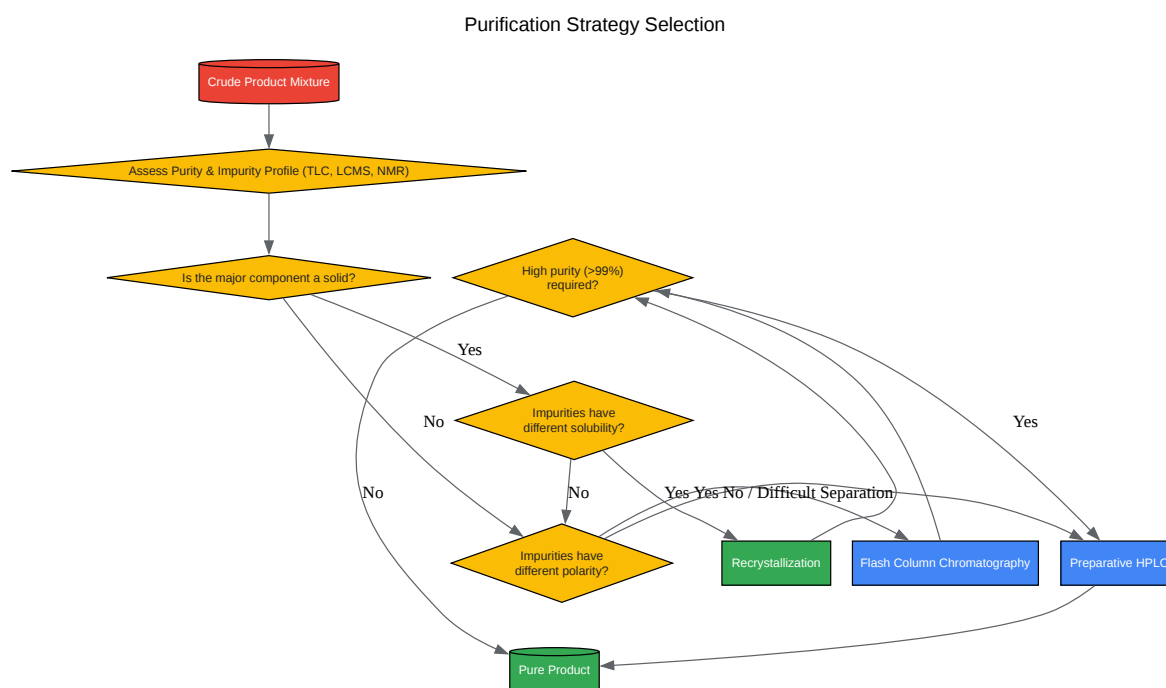 Purification Strategy Selection
Crude Product Mixture
Assess Purity & Impurity Profile (TLC, LCMS, NMR)
Is the major component a solid?
High purity (>99%)
required?
Yes
Impurities have
different solubility?
No
Yes
No
No
Yes
Yes
No / Difficult Separation
Impurities have
different polarity?
Recrystallization
Flash Column Chromatography
Preparative HPLC
Pure Product